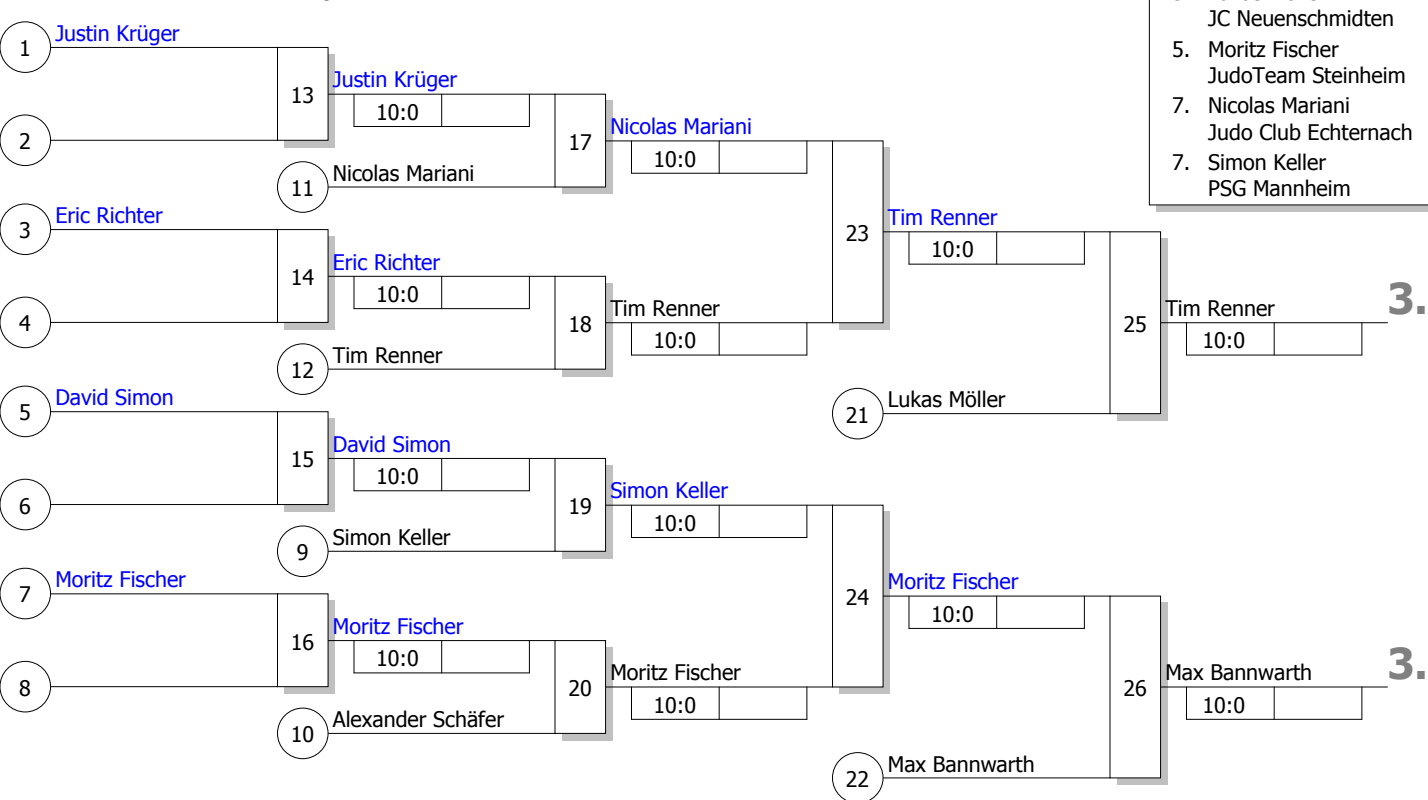 JC Neuenschmidten
5. Moritz Fischer
JudoTeam Steinheim
7. Nicolas Mariani
Judo Club Echternach
7. Simon Keller
PSG Mannheim
1 Justin Krüger
13 Justin Krüger
10:0
2
17 Nicolas Mariani
10:0
11 Nicolas Mariani
3 Eric Richter
23 Tim Renner
10:0
14 Eric Richter
10:0
4
18 Tim Renner
10:0
12 Tim Renner
25 Tim Renner 3.
10:0
5 David Simon
21 Lukas Möller
15 David Simon
10:0
6
19 Simon Keller
10:0
9 Simon Keller
7 Moritz Fischer
24 Moritz Fischer
10:0
16 Moritz Fischer
10:0
8
20 Moritz Fischer
10:0
10 Alexander Schäfer
26 Max Bannwarth 3.
10:0
22 Max Bannwarth